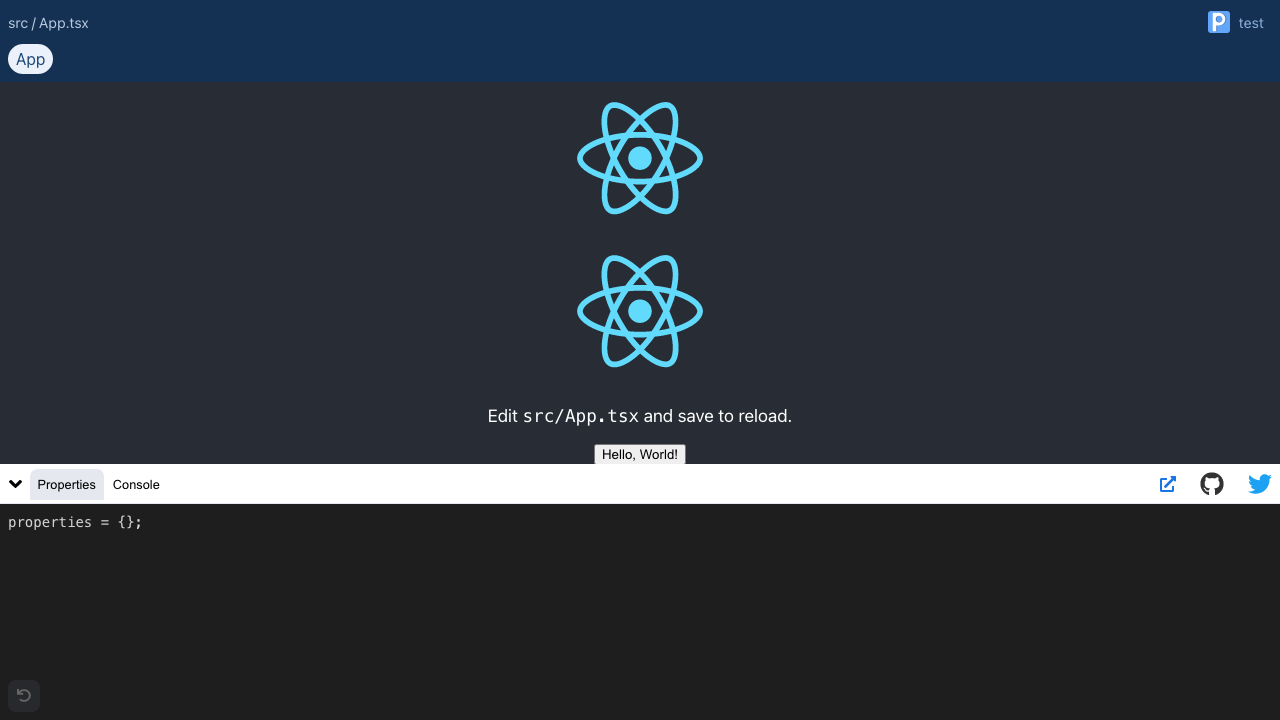 src / App.tsx
P test
App
Edit src/App.tsx and save to reload.
Hello, World!
Properties Console
properties = {};